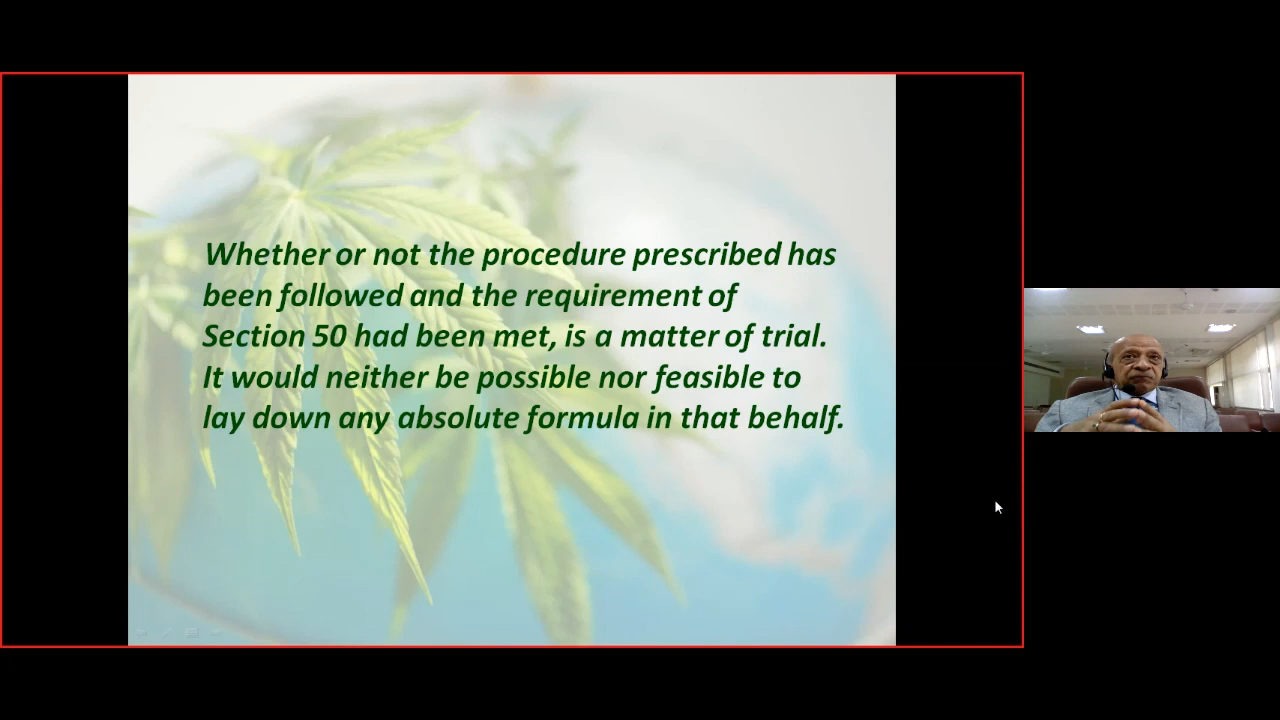 Whether or not the procedure prescribed has
been followed and the requirement of
Section 50 had been met, is a matter of trial.
It would neither be possible nor feasible to
lay down any absolute formula in that behalf.